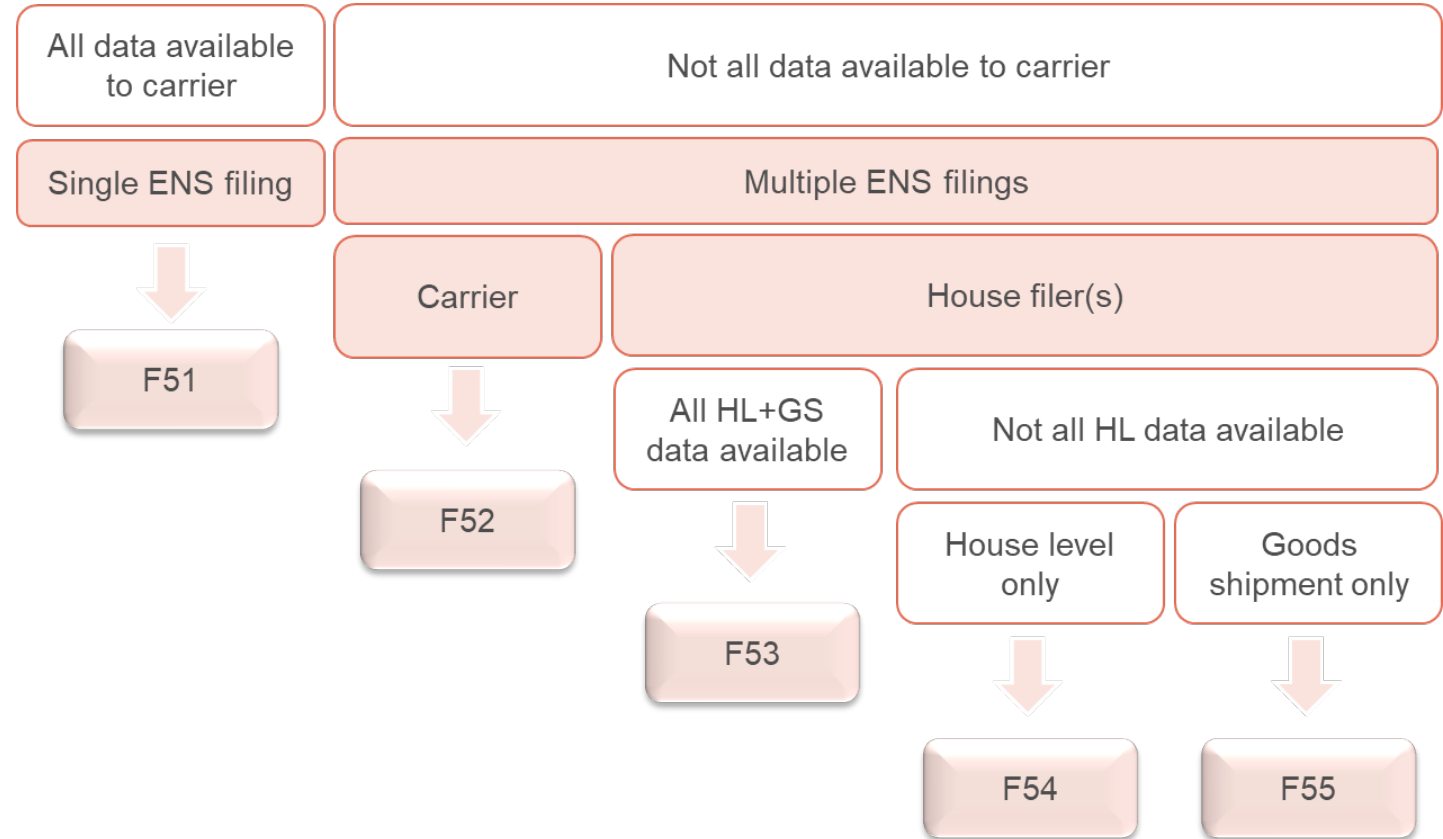 All data available
to carrier
Not all data available to carrier
Single ENS filing
Multiple ENS filings
Carrier
House filer(s)
F51
All HL+GS
data available
Not all HL data available
F52
House level
only
Goods
shipment only
F53
F54
F55